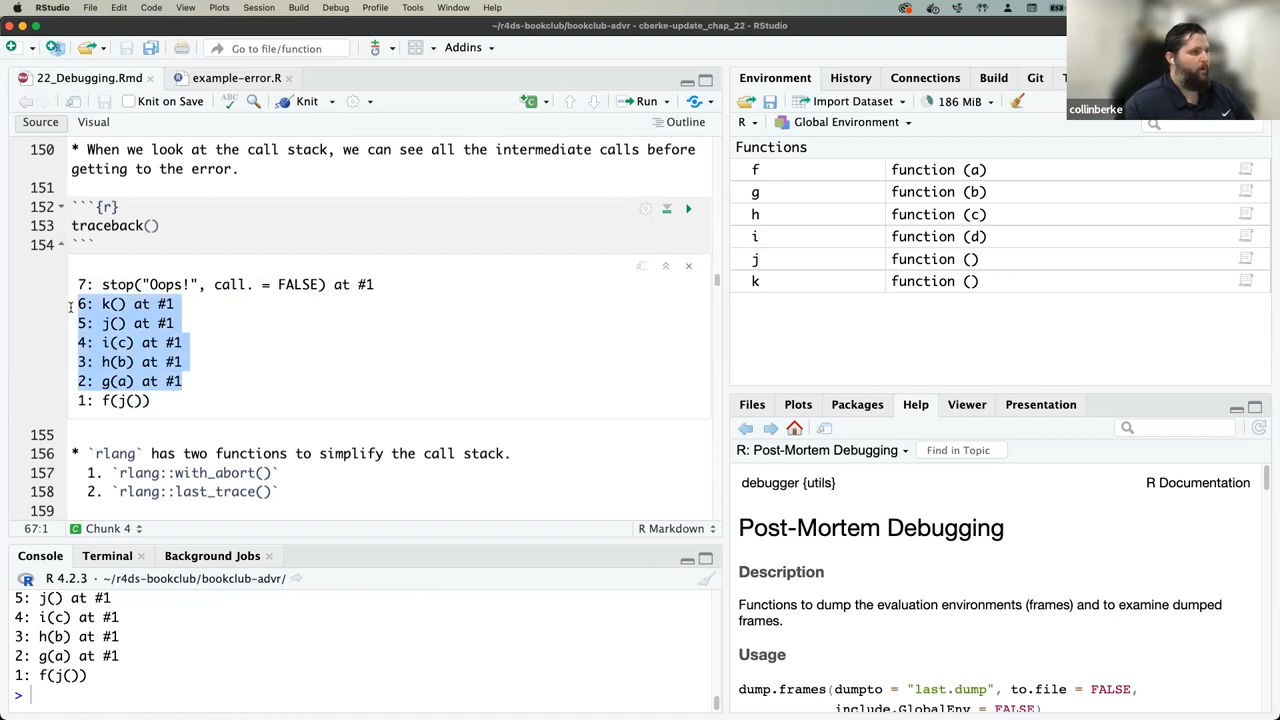 RStudio File Edit Code View Plots Session Build Debug Profile Tools Window Help
~/r4ds-bookclub/bookclub-advr - cberke-update_chap_22 - RStudio
Go to file/function
Addins
22_Debugging.Rmd
example-error.R
Knit on Save
ABC
Knit
Run
Source
Visual
Outline
150 * When we look at the call stack, we can see all the intermediate calls before
getting to the error.
151
152 ```{r}
153 traceback()
154 ```
7: stop("Oops!", call. = FALSE) at #1
6: k() at #1
5: j() at #1
4: i(c) at #1
3: h(b) at #1
2: g(a) at #1
1: f(j())
155
156 * `rlang` has two functions to simplify the call stack.
157 1. `rlang::with_abort()`
158 2. `rlang::last_trace()`
159
67:1
Chunk 4
R Markdown
Console
Terminal
Background Jobs
R 4.2.3 · ~/r4ds-bookclub/bookclub-advr/
5: j() at #1
4: i(c) at #1
3: h(b) at #1
2: g(a) at #1
1: f(j())
>
Environment
History
Connections
Build
Git
collinberke
Import Dataset
186 MiB
R
Global Environment
Functions
f function (a)
g function (b)
h function (c)
i function (d)
j function ()
k function ()
Files
Plots
Packages
Help
Viewer
Presentation
R: Post-Mortem Debugging
Find in Topic
debugger {utils}
R Documentation
Post-Mortem Debugging
Description
Functions to dump the evaluation environments (frames) and to examine dumped
frames.
Usage
dump.frames(dumpto = "last.dump", to.file = FALSE,
include.GlobalEnv = FALSE)